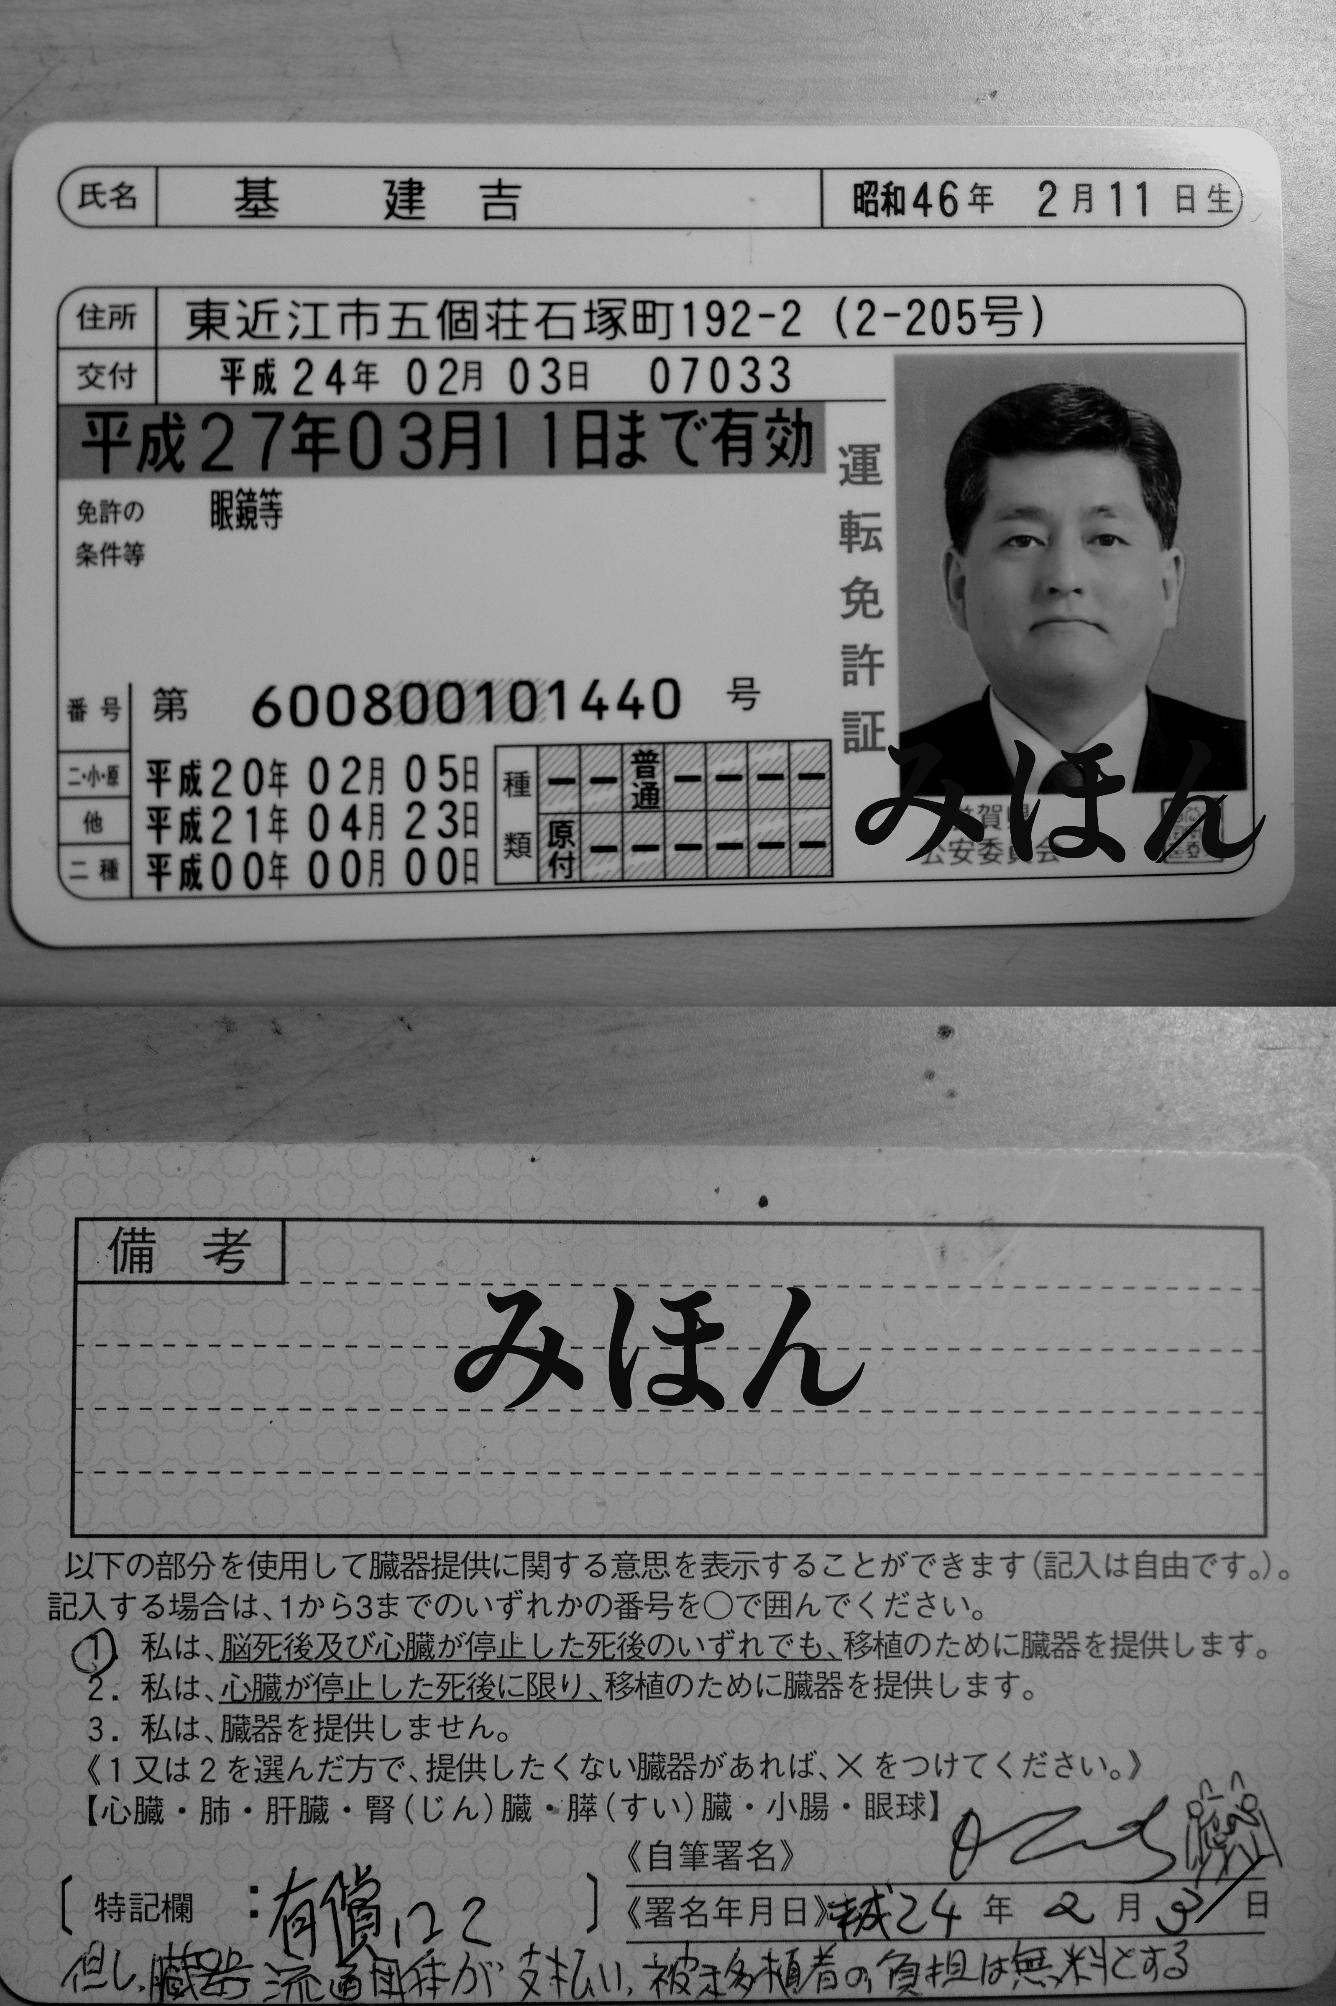 氏名 基 建吉 昭和46年 2月11日生
住所 東近江市五個荘石塚町192-2 (2-205号)
交付 平成24年 02月 03日 07033
平成27年03月11日まで有効
免許の 眼鏡等
条件等
運転免許証
番号 第 600800101440 号
二・小・原 平成20年 02月 05日
他 平成21年 04月 23日
二種 平成00年 00月 00日
種類 普通
原付
みほん
公安委員会
備考
みほん
以下の部分を使用して臓器提供に関する意思を表示することができます(記入は自由です。)。
記入する場合は、1から3までのいずれかの番号を○で囲んでください。
1. 私は、脳死後及び心臓が停止した死後のいずれでも、移植のために臓器を提供します。
2. 私は、心臓が停止した死後に限り、移植のために臓器を提供します。
3. 私は、臓器を提供しません。
《1又は2を選んだ方で、提供したくない臓器があれば、×をつけてください。》
【心臓・肺・肝臓・腎(じん)臓・膵(すい)臓・小腸・眼球】
《自筆署名》
[特記欄:有償にて]
《署名年月日》平成24年 2月 3日
但し、臓器流通団体が支払い、被移植者の負担は無料とする